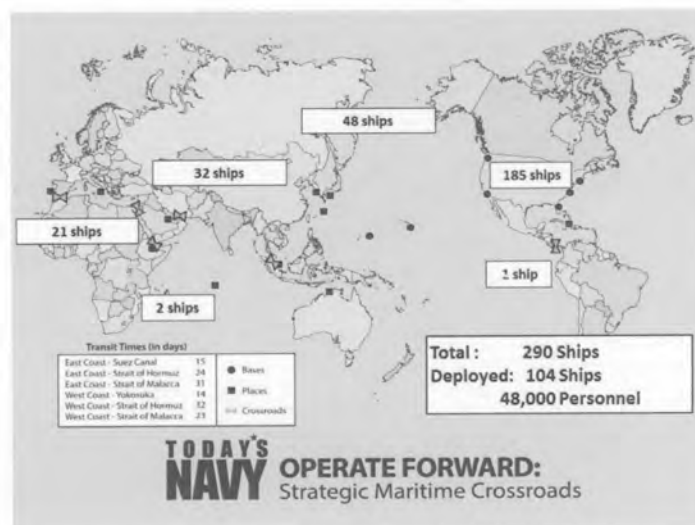 48 ships
32 ships
185 ships
21 ships
1 ship
2 ships
Transit Times (in days)
East Coast - Suez Canal 15
East Coast - Strait of Hormuz 24
East Coast - Strait of Malacca 31
West Coast - Yokosuka 14
West Coast - Strait of Hormuz 32
West Coast - Strait of Malacca 23
Bases
Places
Crossroads
Total : 290 Ships
Deployed: 104 Ships
48,000 Personnel
TODAY'S
NAVY
OPERATE FORWARD:
Strategic Maritime Crossroads